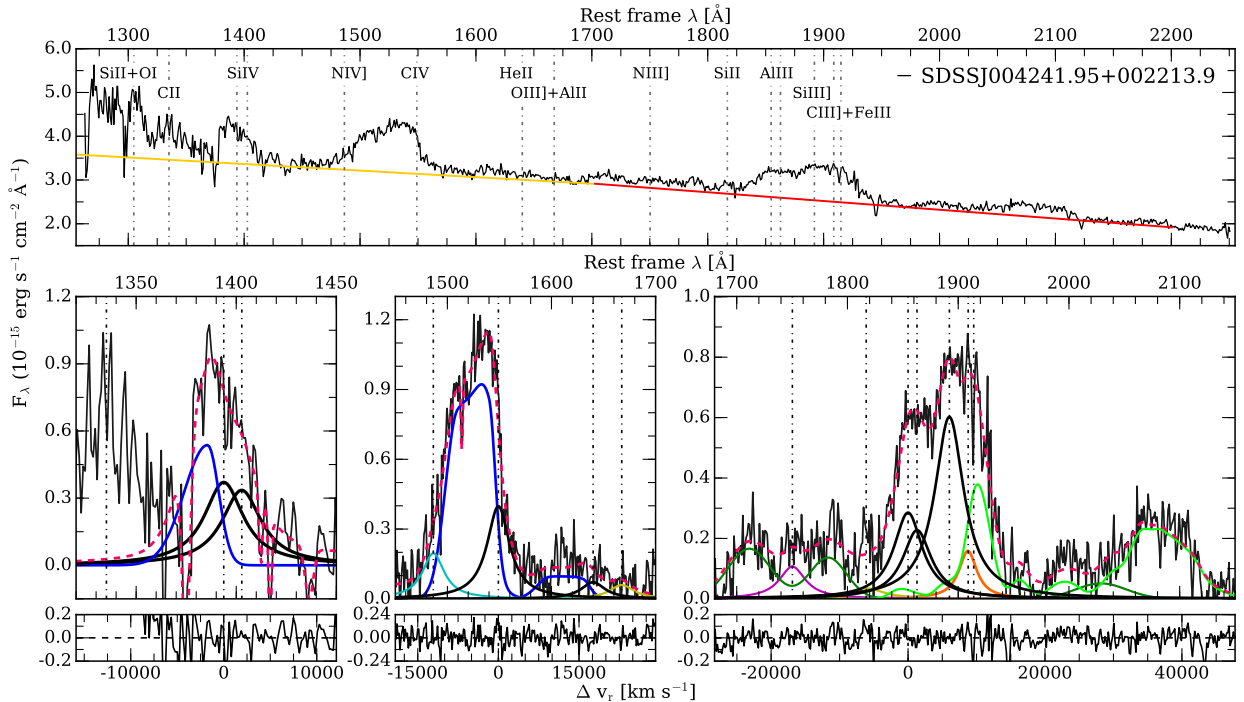 Rest frame λ [Å]
1300 1400 1500 1600 1700 1800 1900 2000 2100 2200
6.0
5.0
4.0
3.0
2.0
SiII+OI SiIV NIV] CIV HeII NIII] SiII AlIII
CII OIII]+AlII SiIII]
CIII]+FeIII
— SDSSJ004241.95+002213.9
F_λ (10⁻¹⁵ erg s⁻¹ cm⁻² Å⁻¹)
Rest frame λ [Å]
1350 1400 1450
1500 1600 1700
1700 1800 1900 2000 2100
1.2
0.9
0.6
0.3
0.0
1.2
0.9
0.6
0.3
0.0
1.0
0.8
0.6
0.4
0.2
0.0
0.2
0.0
-0.2
0.24
0.00
-0.24
0.2
0.0
-0.2
-10000 0 10000
-15000 0 15000
-20000 0 20000 40000
Δ v_r [km s⁻¹]